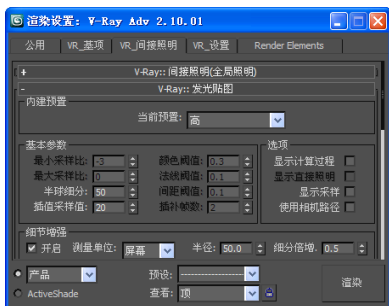 渲染设置: V-Ray Adv 2.10.01
公用 VR_基项 VR_间接照明 VR_设置 Render Elements
+ V-Ray:: 间接照明(全局照明)
- V-Ray:: 发光贴图
内建预置
当前预置: 高
基本参数 选项
最小采样比: -3 颜色阈值: 0.3 显示计算过程
最大采样比: 0 法线阈值: 0.1 显示直接照明
半球细分: 50 间距阈值: 0.1 显示采样
插值采样值: 20 插补帧数: 2 使用相机路径
细节增强
开启 测量单位: 屏幕 半径: 50.0 细分倍增. 0.5
产品 预设: --------------------
ActiveShade 查看: 顶 渲染